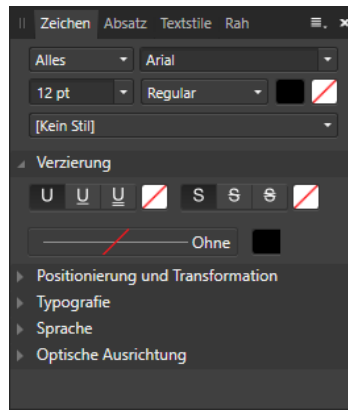 Zeichen Absatz Textstile Rah
Alles Arial
12 pt Regular
[Kein Stil]
Verzierung
U U U S S S
Ohne
Positionierung und Transformation
Typografie
Sprache
Optische Ausrichtung